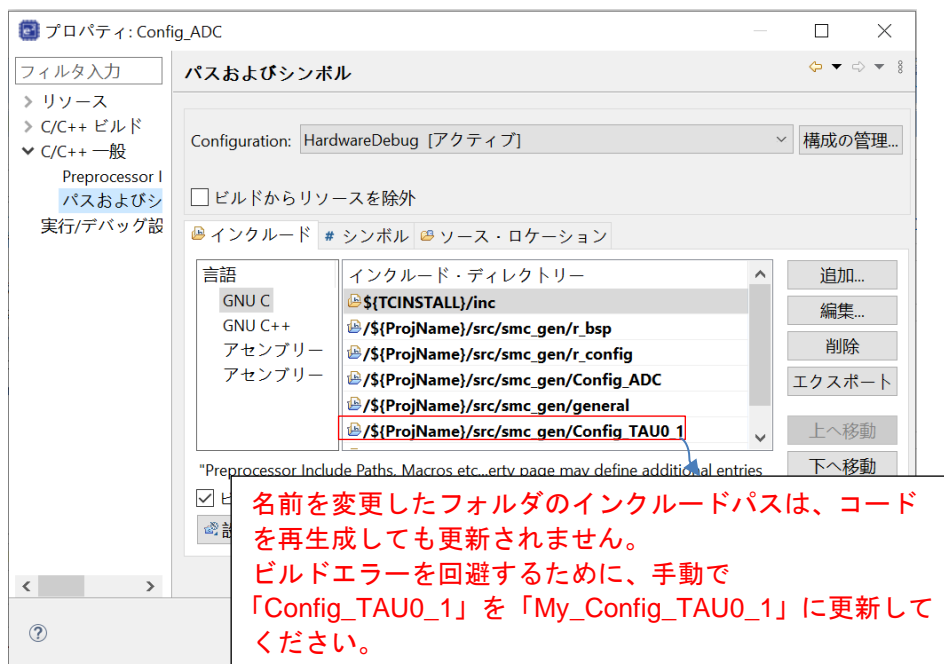 プロパティ: Config_ADC
フィルタ入力
パスおよびシンボル
リソース
C/C++ ビルド
C/C++ 一般
Preprocessor I
パスおよびシ
実行/デバッグ設
Configuration: HardwareDebug [アクティブ]
構成の管理...
ビルドからリソースを除外
インクルード # シンボル ソース・ロケーション
言語
GNU C
GNU C++
アセンブリー
アセンブリー
インクルード・ディレクトリー
${TCINSTALL}/inc
/${ProjName}/src/smc_gen/r_bsp
/${ProjName}/src/smc_gen/r_config
/${ProjName}/src/smc_gen/Config_ADC
/${ProjName}/src/smc_gen/general
/${ProjName}/src/smc_gen/Config_TAU0_1
追加...
編集...
削除
エクスポート
上へ移動
下へ移動
"Preprocessor Include Paths, Macros etc...erty page may define additional entries
名前を変更したフォルダのインクルードパスは、コード
を再生成しても更新されません。
ビルドエラーを回避するために、手動で
「Config_TAU0_1」を「My_Config_TAU0_1」に更新して
ください。